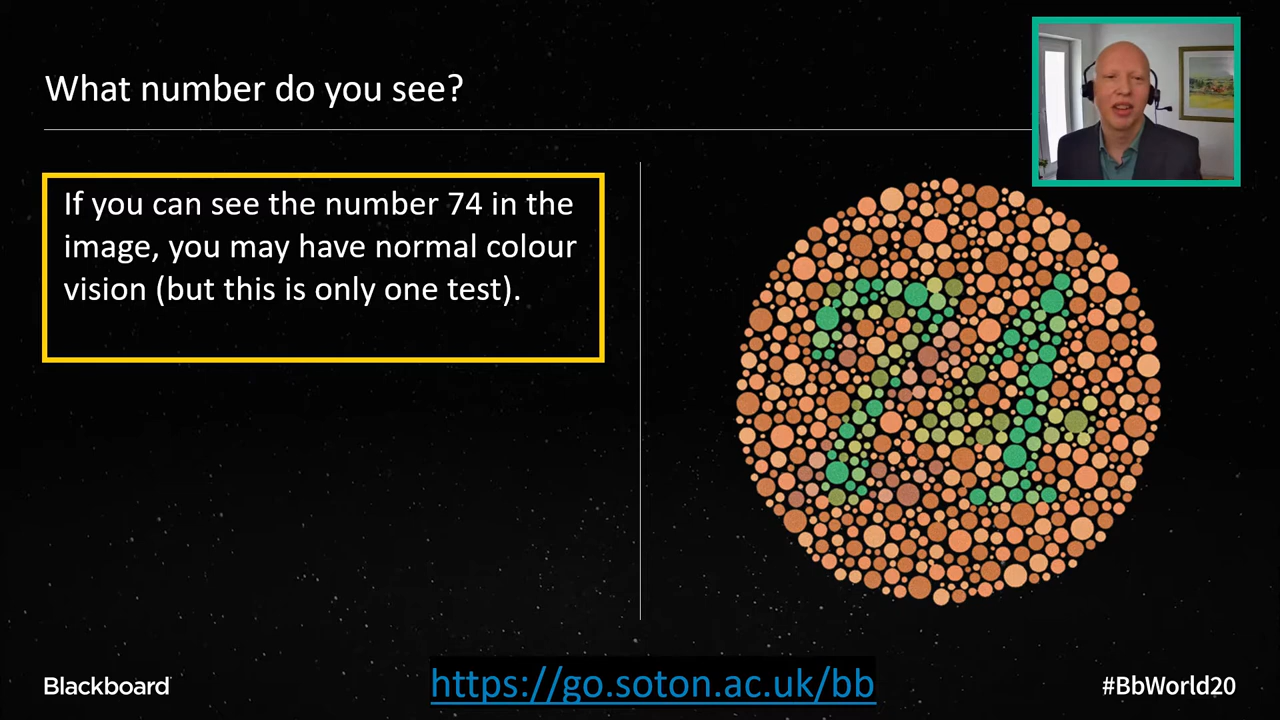 What number do you see?
If you can see the number 74 in the
image, you may have normal colour
vision (but this is only one test).
74
Blackboard
https://go.soton.ac.uk/bb
#BbWorld20